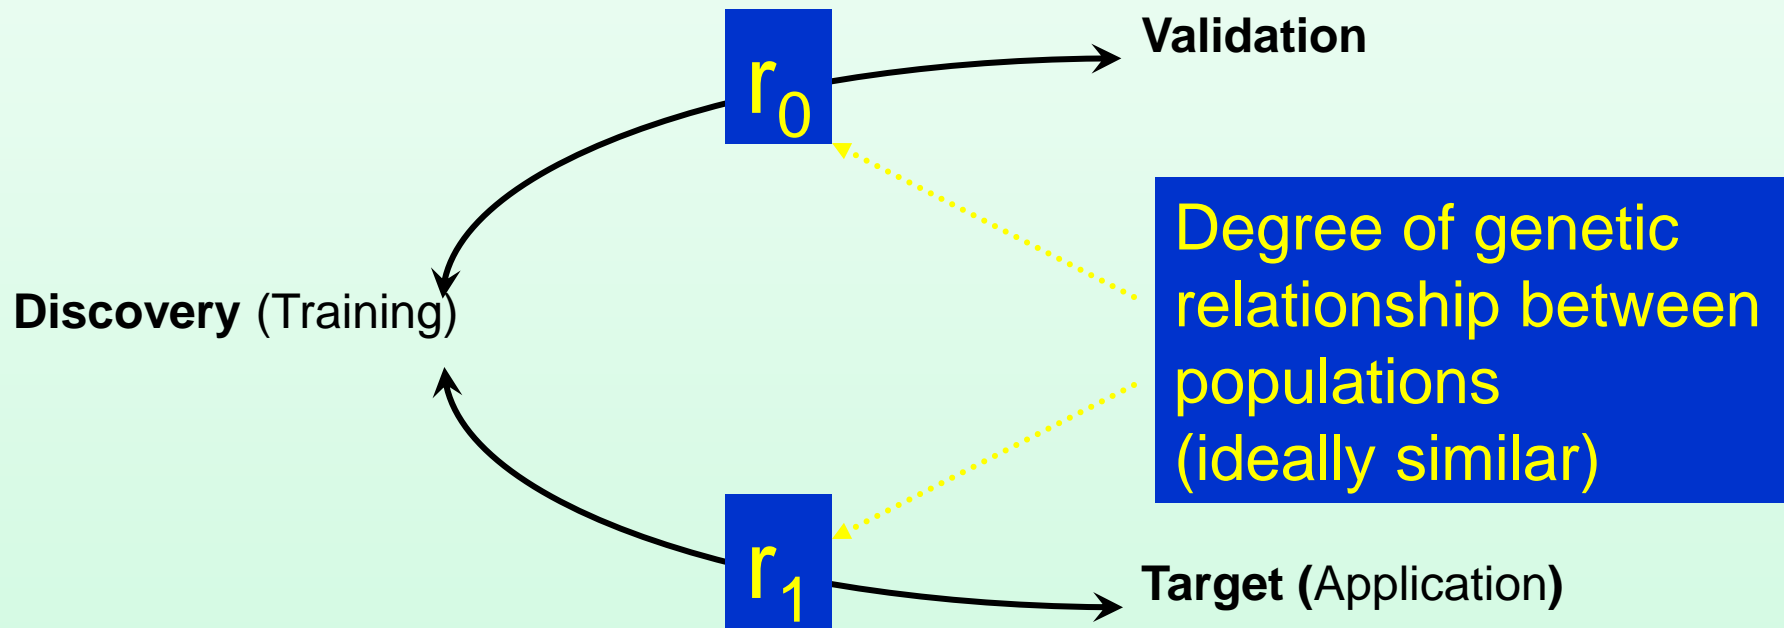 Validation
r₀
Degree of genetic
relationship between
populations
(ideally similar)
Discovery (Training)
r₁
Target (Application)